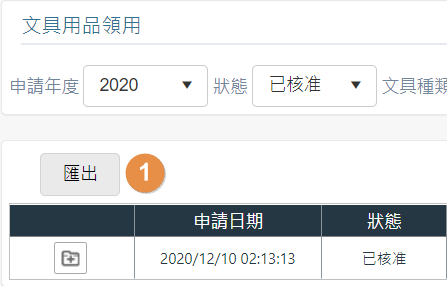 文具用品領用
申請年度 2020 狀態 已核准 文具種類
匯出 1
申請日期 狀態
2020/12/10 02:13:13 已核准